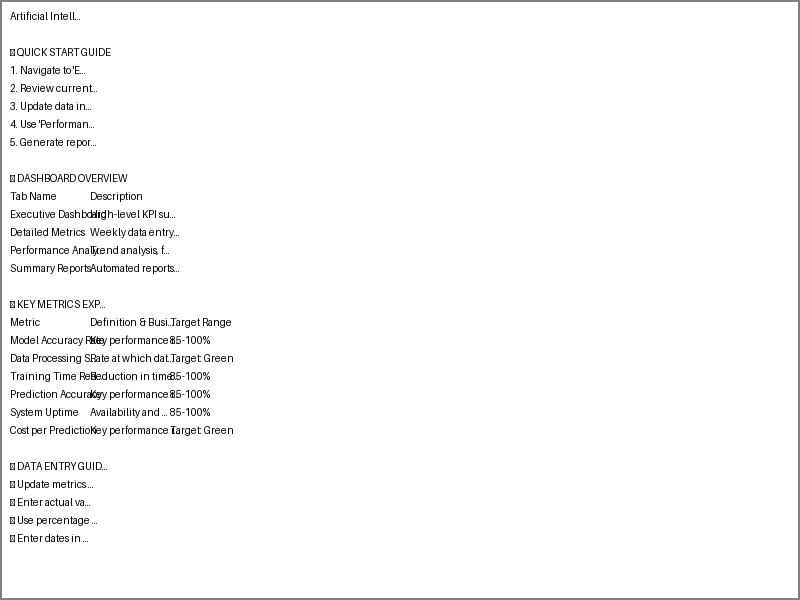 Artificial Intell...
QUICK START GUIDE
1. Navigate to 'E...
2. Review current...
3. Update data in...
4. Use 'Performan...
5. Generate repor...
DASHBOARD OVERVIEW
Tab Name Description
Executive Dashboard High-level KPI su...
Detailed Metrics Weekly data entry...
Performance Analy... Trend analysis, f...
Summary Reports Automated reports...
KEY METRICS EXP...
Metric Definition & Busi... Target Range
Model Accuracy Rate Key performance i... 85-100%
Data Processing S... Rate at which dat... Target: Green
Training Time Red... Reduction in time... 85-100%
Prediction Accuracy Key performance i... 85-100%
System Uptime Availability and ... 85-100%
Cost per Prediction Key performance i... Target: Green
DATA ENTRY GUID...
Update metrics ...
Enter actual va...
Use percentage ...
Enter dates in ...